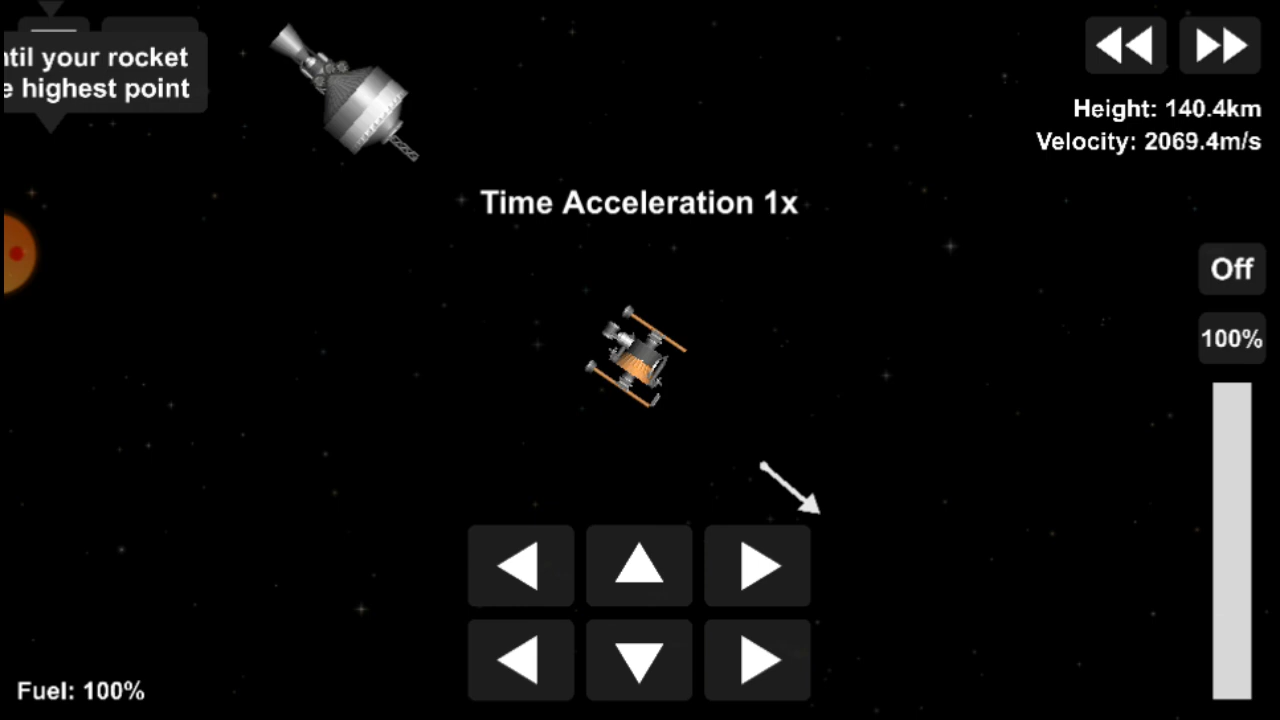 ntil your rocket
e highest point
Height: 140.4km
Velocity: 2069.4m/s
Time Acceleration 1x
Off
100%
Fuel: 100%